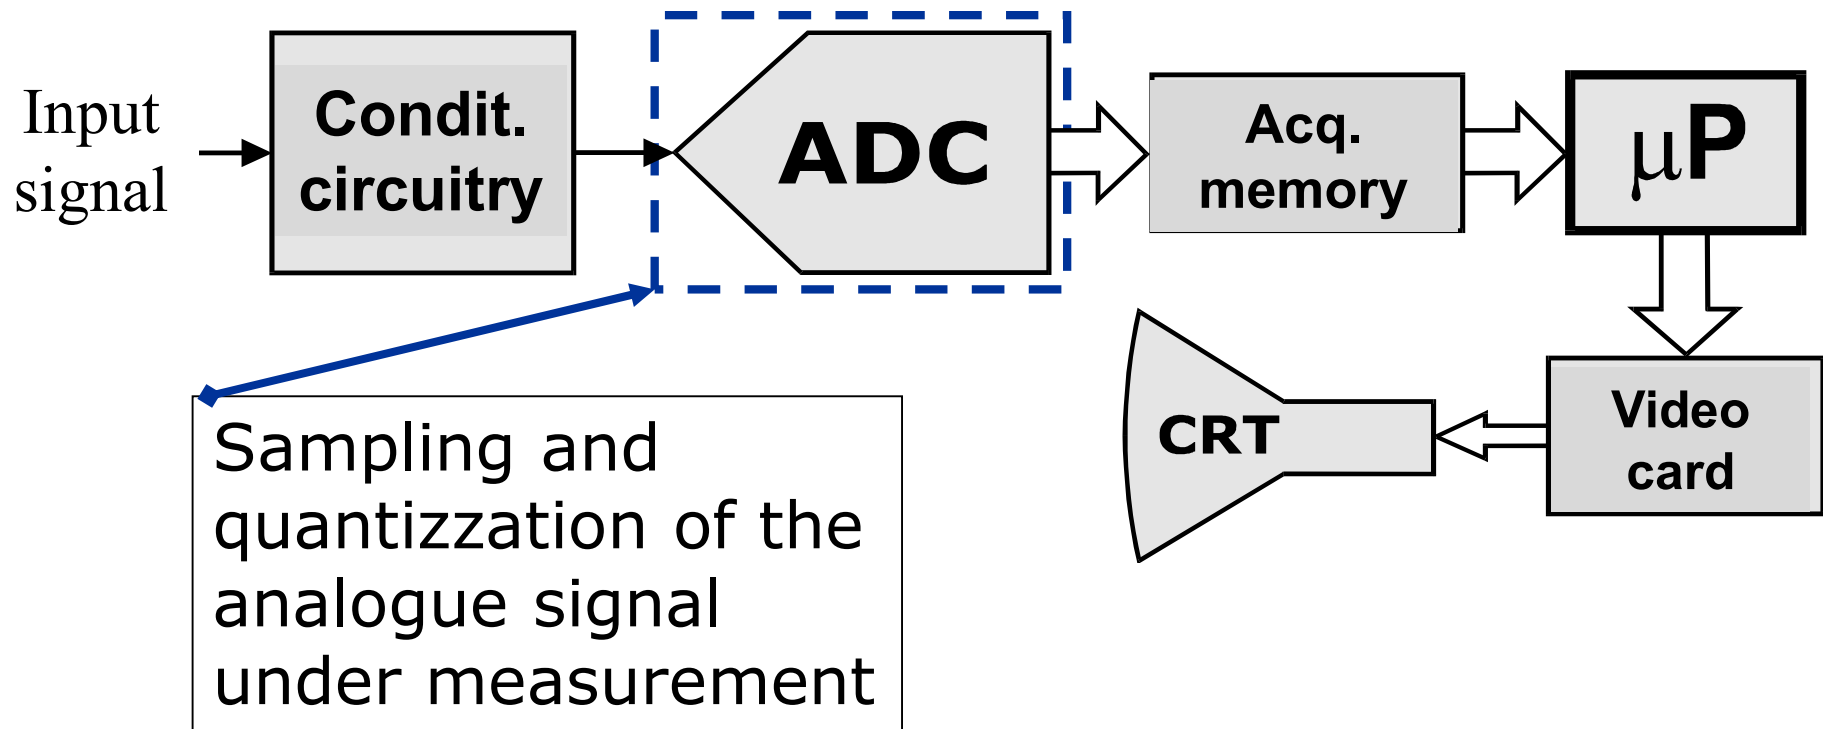 Input
signal
Condit.
circuitry
ADC
Acq.
memory
μP
Video
card
CRT
Sampling and
quantizzation of the
analogue signal
under measurement